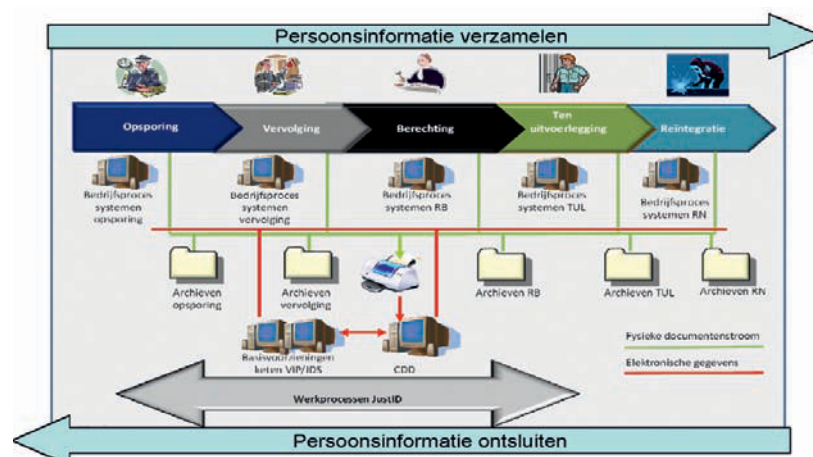 Persoonsinformatie verzamelen
Opsporing
Vervolging
Berechting
Ten
uitvoerlegging
Reïntegratie
Bedrijfsproces
systemen
opsporing
Bedrijfsproces
systemen
vervolging
Bedrijfsproces
systemen RB
Bedrijfsproces
systemen TUL
Bedrijfsproces
systemen RN
Archieven
opsporing
Archieven
vervolging
Archieven RB
Archieven TUL
Archieven RN
Basisvoorzieningen
keten VIP/JDS
CDD
Fysieke documentenstroom
Elektronische gegevens
Werkprocessen JustID
Persoonsinformatie ontsluiten